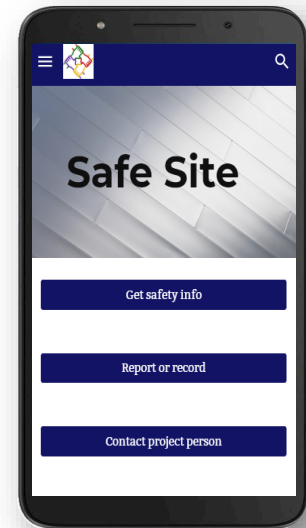 Safe Site
Get safety info
Report or record
Contact project person